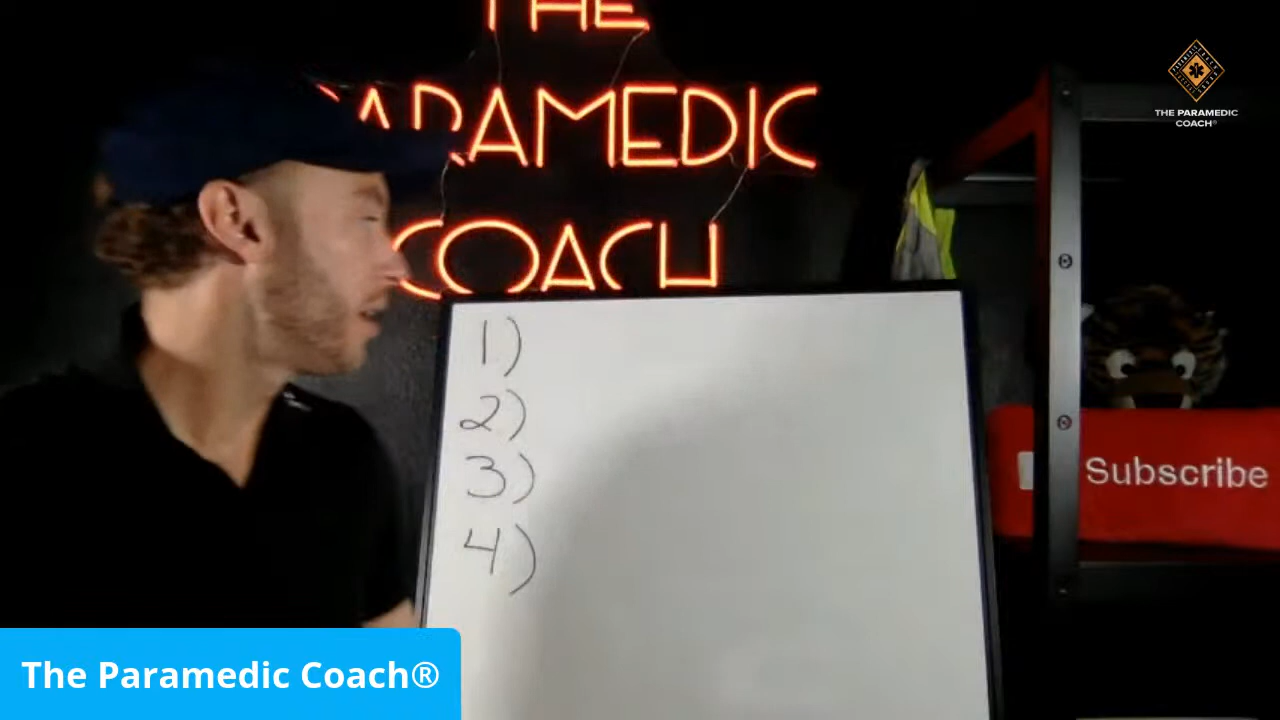 THE
PARAMEDIC
COACH
THE PARAMEDIC
COACH®
1)
2)
3)
4)
Subscribe
The Paramedic Coach®